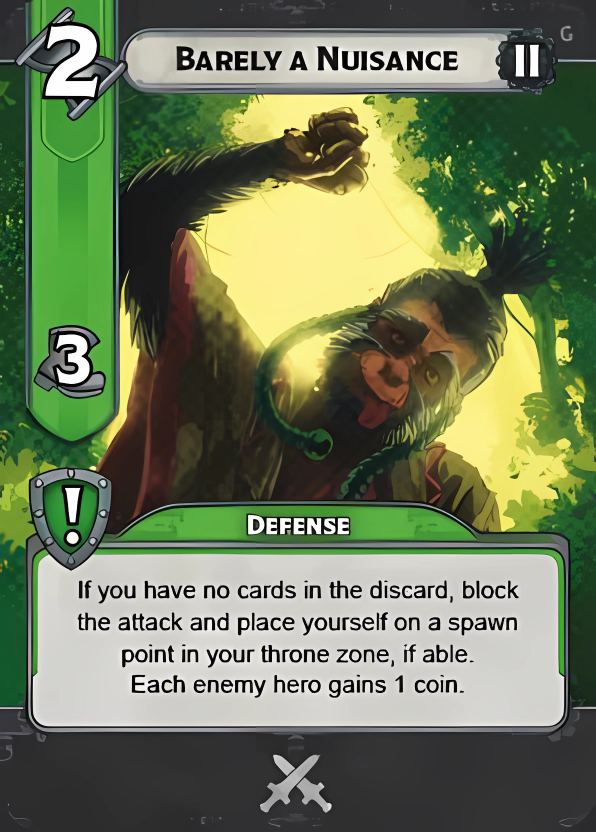 2
BARELY A NUISANCE
II
G
3
!
DEFENSE
If you have no cards in the discard, block
the attack and place yourself on a spawn
point in your throne zone, if able.
Each enemy hero gains 1 coin.